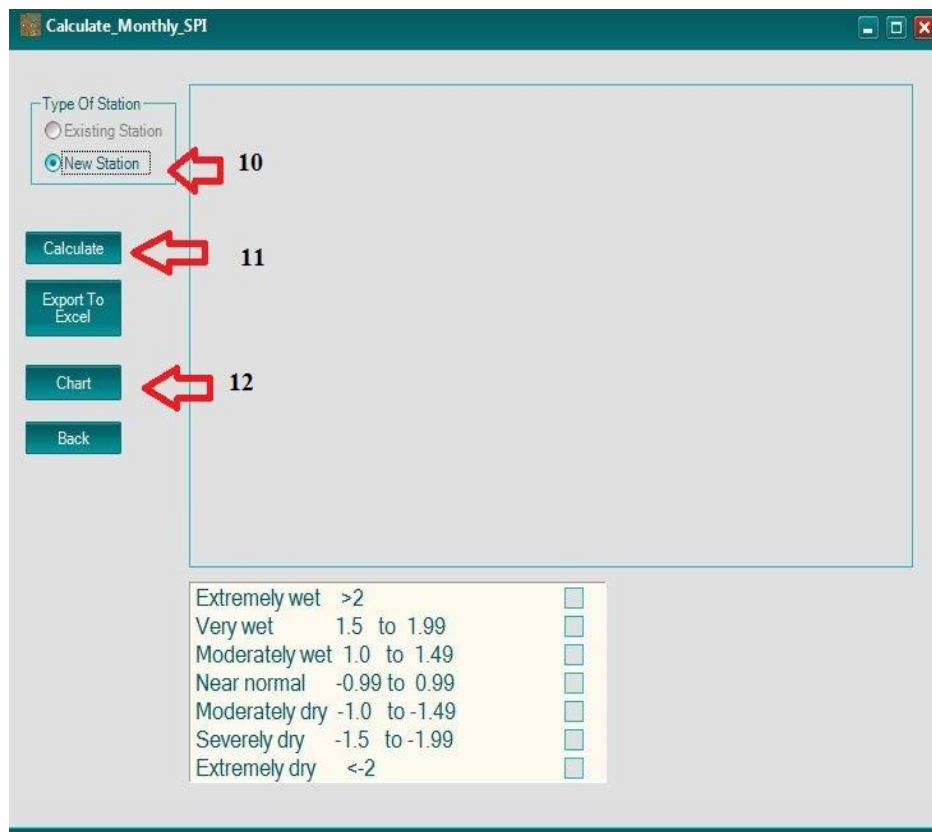 Calculate_Monthly_SPI
Type Of Station
Existing Station
New Station
10
Calculate
11
Export To
Excel
Chart
12
Back
Extremely wet >2
Very wet 1.5 to 1.99
Moderately wet 1.0 to 1.49
Near normal -0.99 to 0.99
Moderately dry -1.0 to -1.49
Severely dry -1.5 to -1.99
Extremely dry <-2